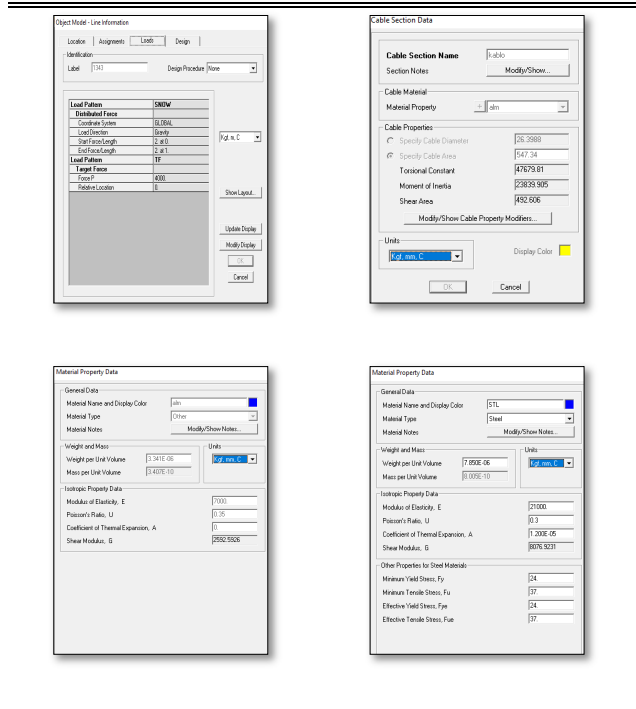 Object Model - Line Information
Location Assignments Loads Design
Identification
Label 1343 Design Procedure None
Load Pattern SNOW
Distributed Force
Coordinate System GLOBAL
Load Direction Gravity
Start Force/Length 2. at 0.
End Force/Length 2. at 1.
Load Pattern TF
Target Force
Force P 4000.
Relative Location 0.
Kgf, m, C
Show Layout...
Update Display
Modify Display
OK
Cancel
Cable Section Data
Cable Section Name kablo
Section Notes Modify/Show...
Cable Material
Material Property + alm
Cable Properties
Specify Cable Diameter 26.3988
Specify Cable Area 547.34
Torsional Constant 47679.81
Moment of Inertia 23839.905
Shear Area 492.606
Modify/Show Cable Property Modifiers...
Units
Kgf, mm, C
Display Color
OK Cancel
Material Property Data
General Data
Material Name and Display Color alm
Material Type Other
Material Notes Modify/Show Notes...
Weight and Mass Units
Weight per Unit Volume 3.341E-06 Kgf, mm, C
Mass per Unit Volume 3.407E-10
Isotropic Property Data
Modulus of Elasticity, E 7000.
Poisson's Ratio, U 0.35
Coefficient of Thermal Expansion, A 0
Shear Modulus, G 2592.5926
Material Property Data
General Data
Material Name and Display Color STL
Material Type Steel
Material Notes Modify/Show Notes...
Weight and Mass Units
Weight per Unit Volume 7.850E-06 Kgf, mm, C
Mass per Unit Volume 8.005E-10
Isotropic Property Data
Modulus of Elasticity, E 21000.
Poisson's Ratio, U 0.3
Coefficient of Thermal Expansion, A 1.200E-05
Shear Modulus, G 8076.9231
Other Properties for Steel Materials
Minimum Yield Stress, Fy 24.
Minimum Tensile Stress, Fu 37.
Effective Yield Stress, Fye 24.
Effective Tensile Stress, Fue 37.